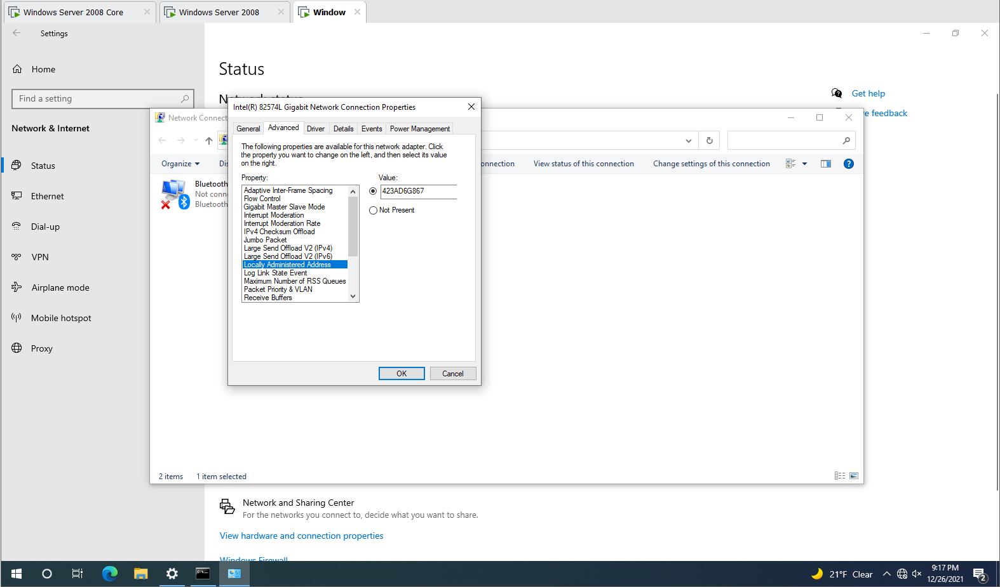 Windows Server 2008 Core
Windows Server 2008
Window
Settings
Home
Find a setting
Network & Internet
Status
Ethernet
Dial-up
VPN
Airplane mode
Mobile hotspot
Proxy
Status
Get help
feedback
Network Connect
Organize
View status of this connection
Change settings of this connection
Bluetooth
Not conn
Bluetooth
Intel(R) 82574L Gigabit Network Connection Properties
General
Advanced
Driver
Details
Events
Power Management
The following properties are available for this network adapter. Click
the property you want to change on the left, and then select its value
on the right.
Property:
Value:
Adaptive Inter-Frame Spacing
Flow Control
Gigabit Master Slave Mode
Interrupt Moderation
Interrupt Moderation Rate
IPv4 Checksum Offload
Jumbo Packet
Large Send Offload V2 (IPv4)
Large Send Offload V2 (IPv6)
Locally Administered Address
Log Link State Event
Maximum Number of RSS Queues
Packet Priority & VLAN
Receive Buffers
423AD6G867
Not Present
OK
Cancel
2 items
1 item selected
Network and Sharing Center
For the networks you connect to, decide what you want to share.
View hardware and connection properties
Windows Firewall
21°F Clear
9:17 PM
12/26/2021
2